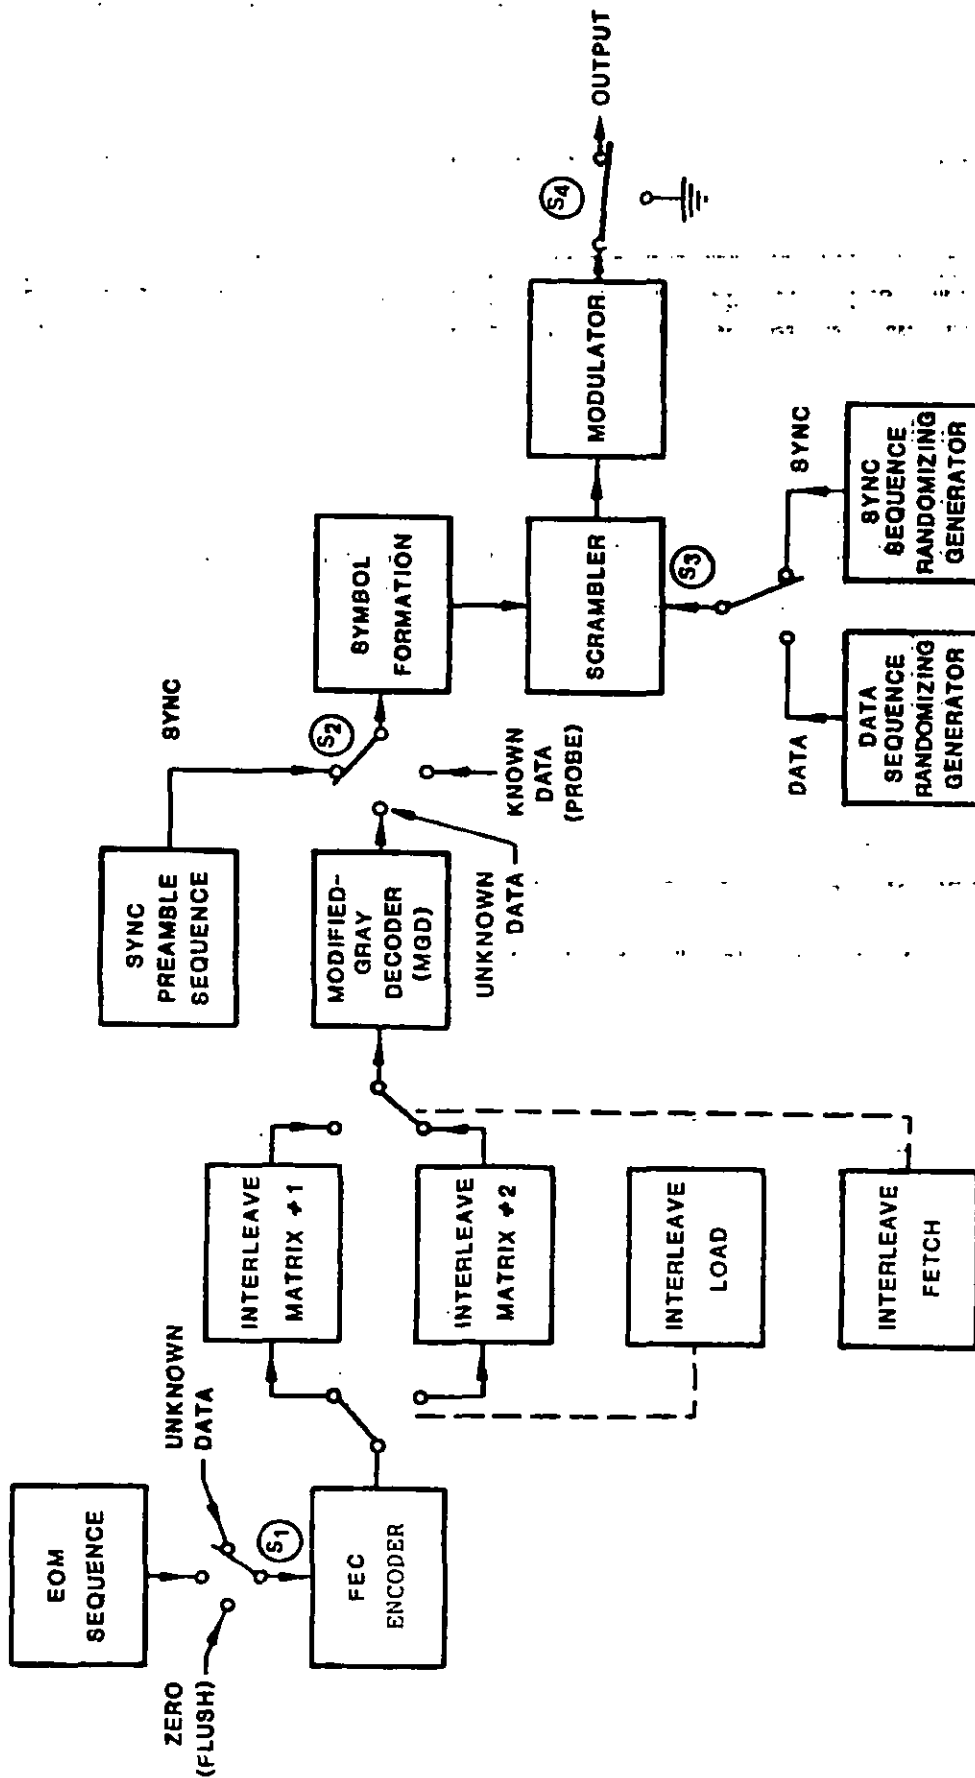 EOM
SEQUENCE
ZERO
(FLUSH)
UNKNOWN
DATA
S1
FEC
ENCODER
INTERLEAVE
MATRIX #1
INTERLEAVE
MATRIX #2
INTERLEAVE
LOAD
INTERLEAVE
FETCH
SYNC
PREAMBLE
SEQUENCE
MODIFIED-
GRAY
DECODER
(MGD)
UNKNOWN
DATA
SYNC
S2
KNOWN
DATA
(PROBE)
SYMBOL
FORMATION
SCRAMBLER
S3
DATA
SYNC
DATA
SEQUENCE
RANDOMIZING
GENERATOR
SYNC
SEQUENCE
RANDOMIZING
GENERATOR
MODULATOR
S4
OUTPUT